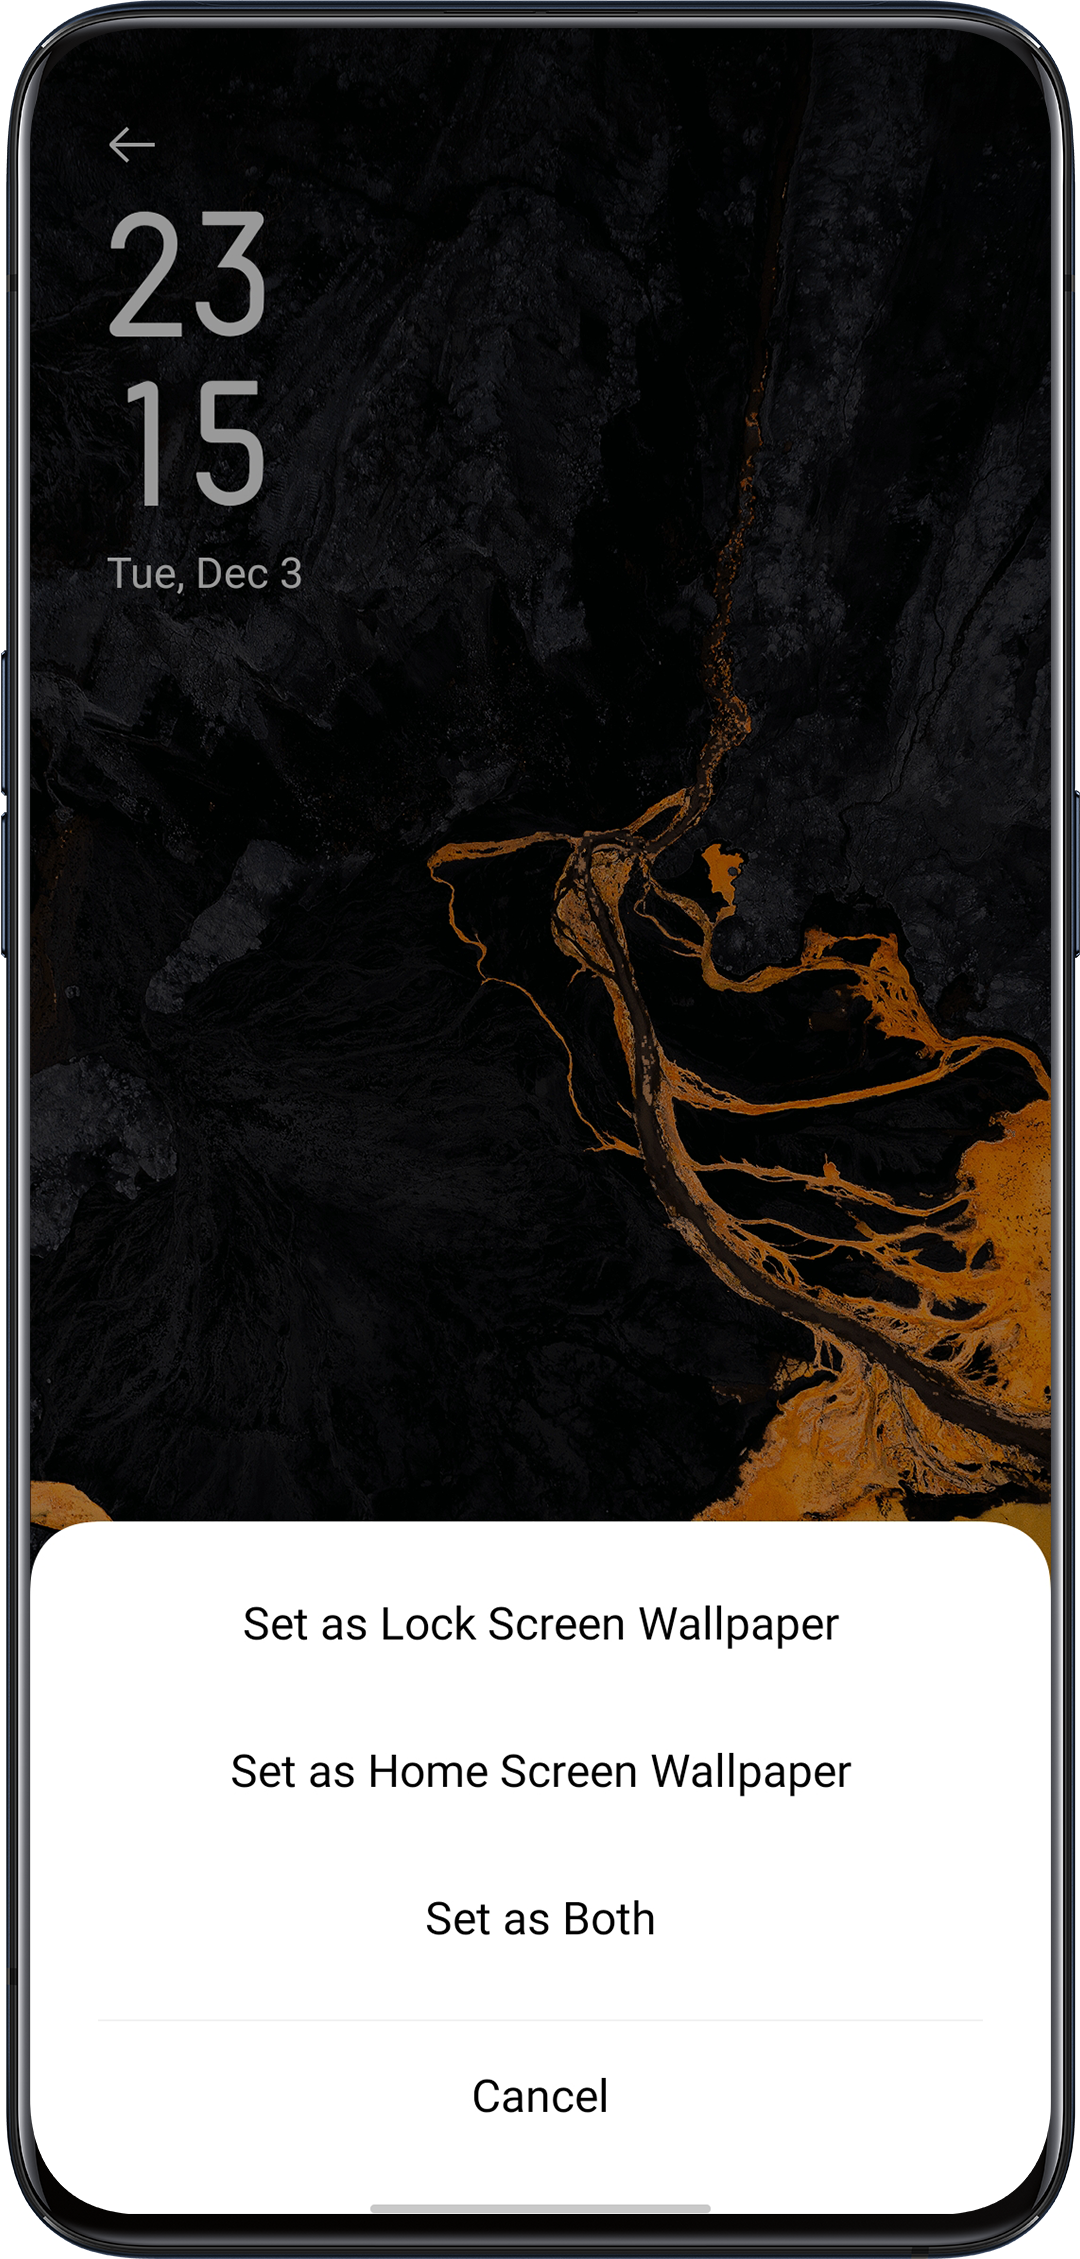 23
15
Tue, Dec 3
Set as Lock Screen Wallpaper
Set as Home Screen Wallpaper
Set as Both
Cancel